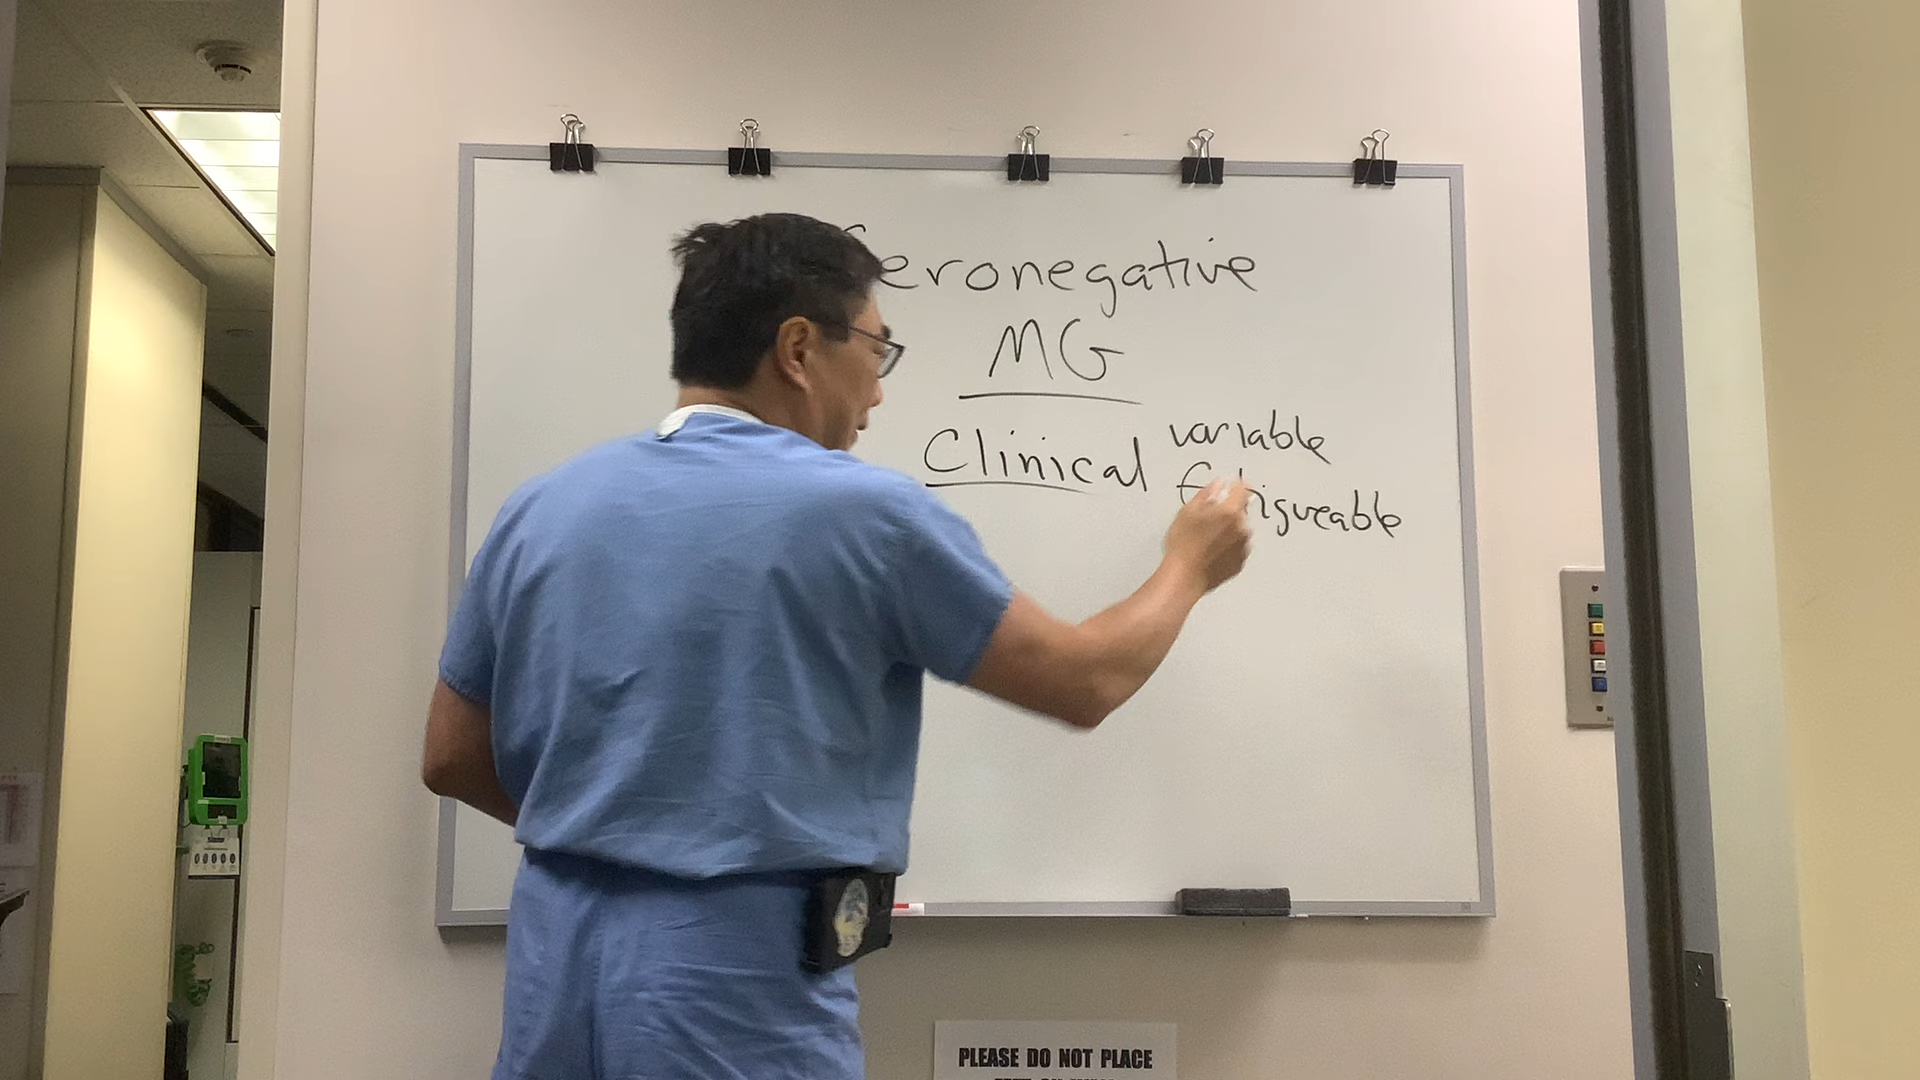 Seronegative
MG
Clinical variable
fatigueable
PLEASE DO NOT PLACE